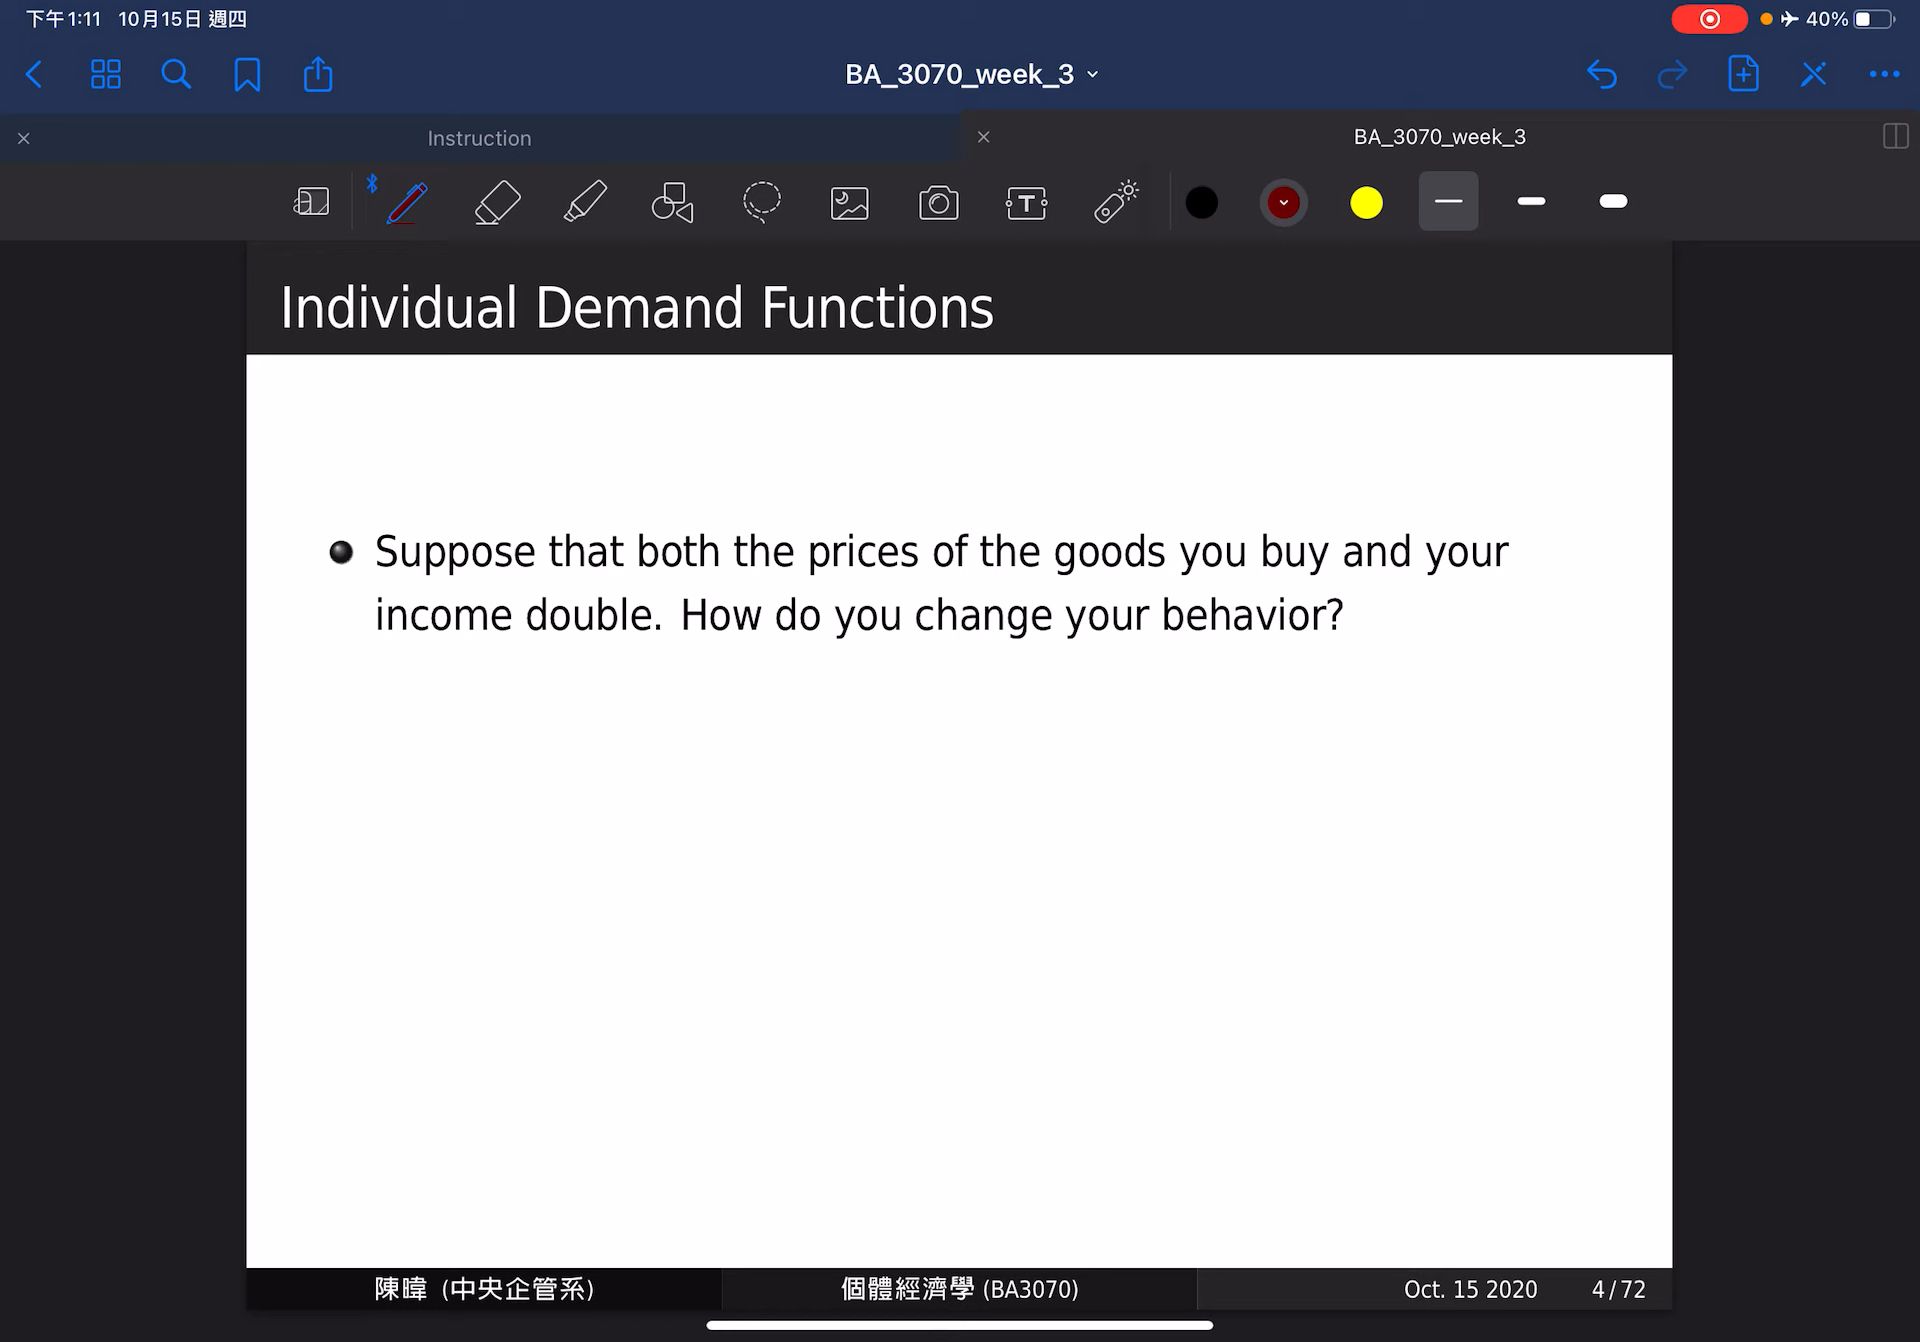 下午1:11 10月15日 週四
40%
BA_3070_week_3
Instruction
BA_3070_week_3
T
Individual Demand Functions
Suppose that both the prices of the goods you buy and your
income double. How do you change your behavior?
陳暐 (中央企管系)
個體經濟學 (BA3070)
Oct. 15 2020
4/72